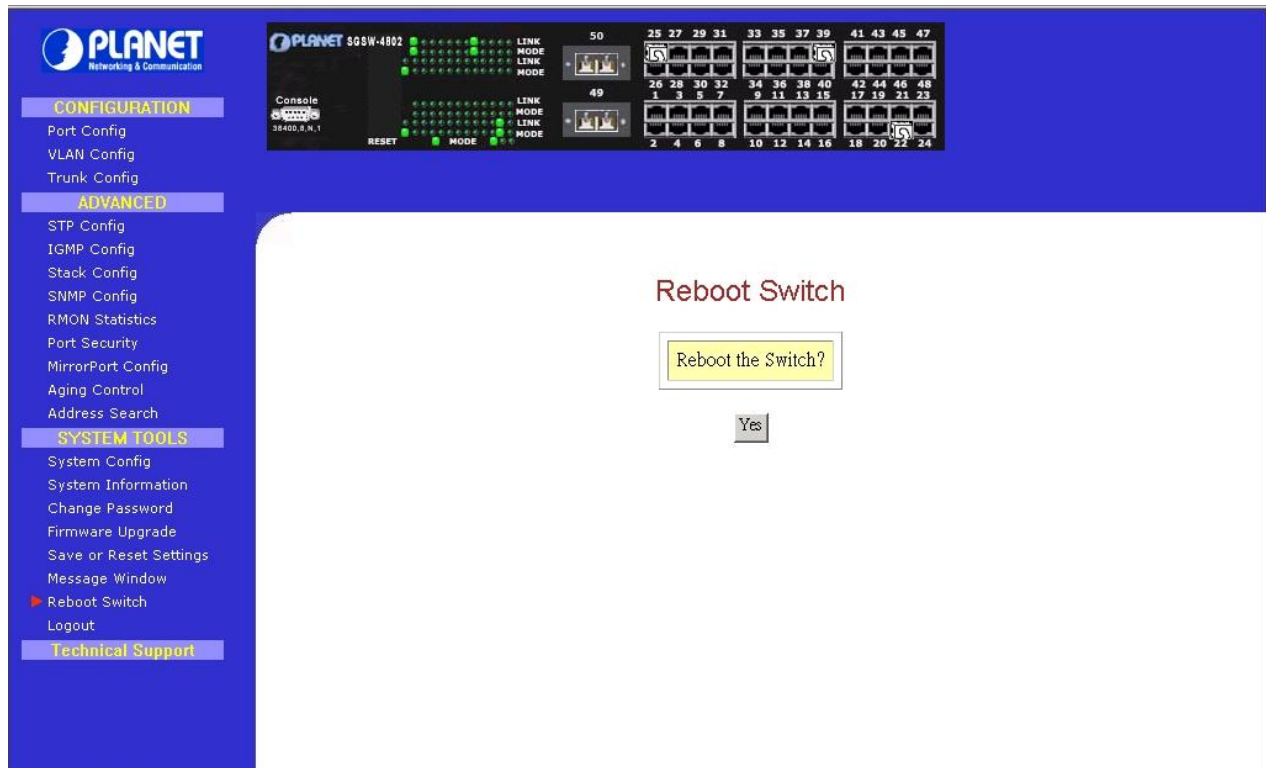 PLANET
Networking & Communication
PLANET SGSW-4802
LINK
MODE
LINK
MODE
50
25 27 29 31 33 35 37 39 41 43 45 47
26 28 30 32 34 36 38 40 42 44 46 48
Console
38400,8,N,1
LINK
MODE
LINK
MODE
49
1 3 5 7 9 11 13 15 17 19 21 23
RESET MODE
2 4 6 8 10 12 14 16 18 20 22 24
CONFIGURATION
Port Config
VLAN Config
Trunk Config
ADVANCED
STP Config
IGMP Config
Stack Config
SNMP Config
RMON Statistics
Port Security
MirrorPort Config
Aging Control
Address Search
SYSTEM TOOLS
System Config
System Information
Change Password
Firmware Upgrade
Save or Reset Settings
Message Window
Reboot Switch
Logout
Technical Support
Reboot Switch
Reboot the Switch?
Yes